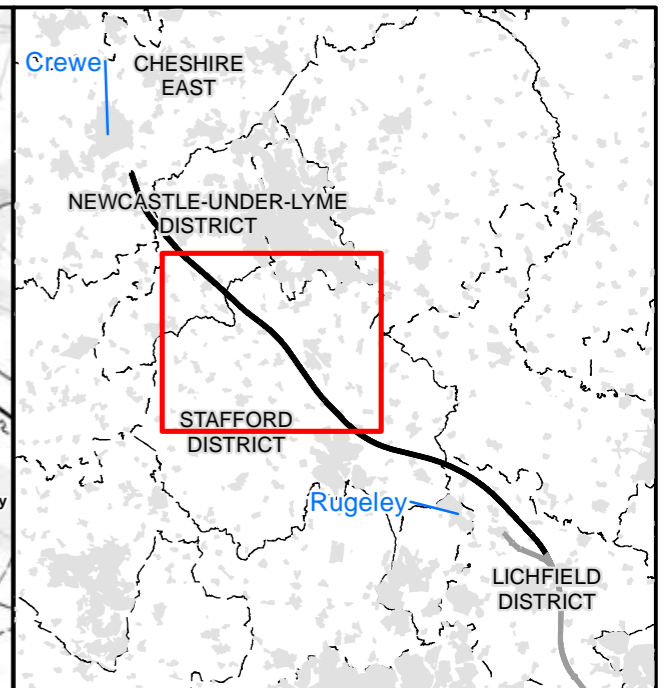 Crewe
CHESHIRE
EAST
NEWCASTLE-UNDER-LYME
DISTRICT
STAFFORD
DISTRICT
Rugeley
LICHFIELD
DISTRICT